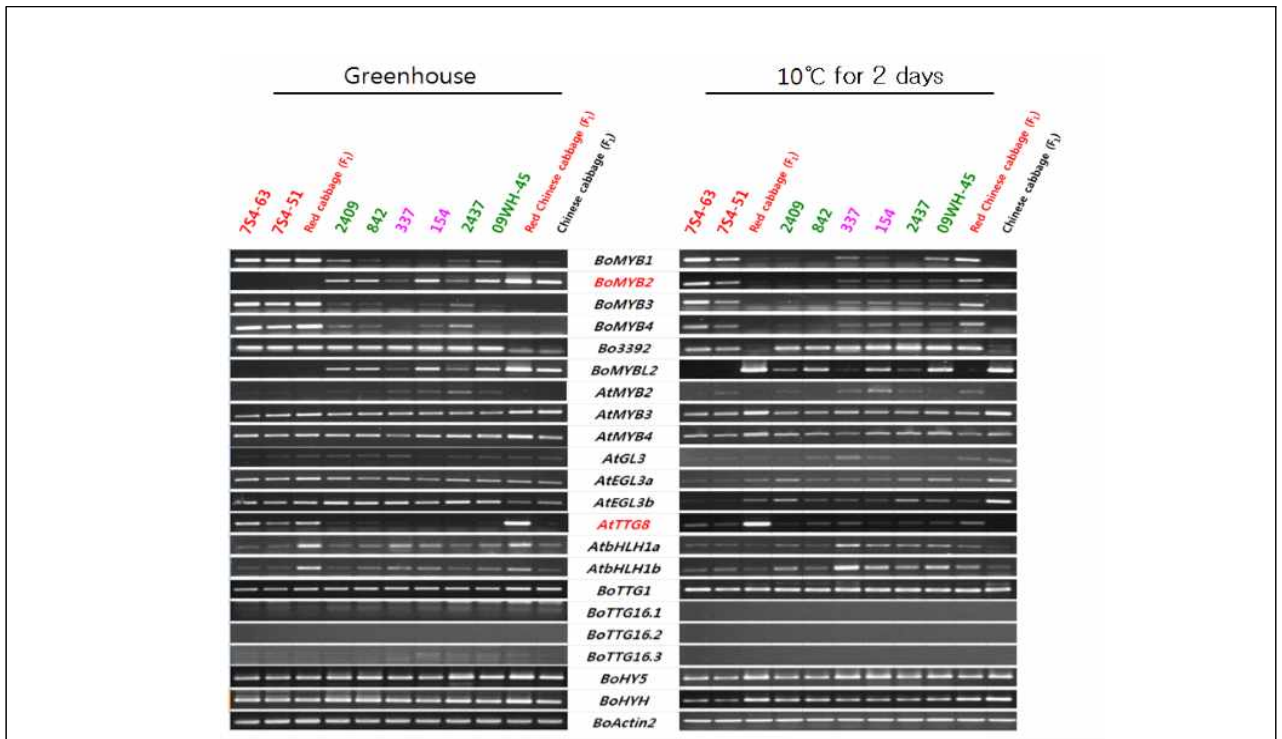 Greenhouse
10℃ for 2 days
7S4-63
7S4-51
Red cabbage (F₁)
2409
842
337
154
2437
09WH-45
Red Chinese cabbage (F₁)
Chinese cabbage (F₁)
7S4-63
7S4-51
Red cabbage (F₁)
2409
842
337
154
2437
09WH-45
Red Chinese cabbage (F₁)
Chinese cabbage (F₁)
BoMYB1
BoMYB2
BoMYB3
BoMYB4
Bo3392
BoMYBL2
AtMYB2
AtMYB3
AtMYB4
AtGL3
AtEGL3a
AtEGL3b
AtTTG8
AtbHLH1a
AtbHLH1b
BoTTG1
BoTTG16.1
BoTTG16.2
BoTTG16.3
BoHY5
BoHYH
BoActin2